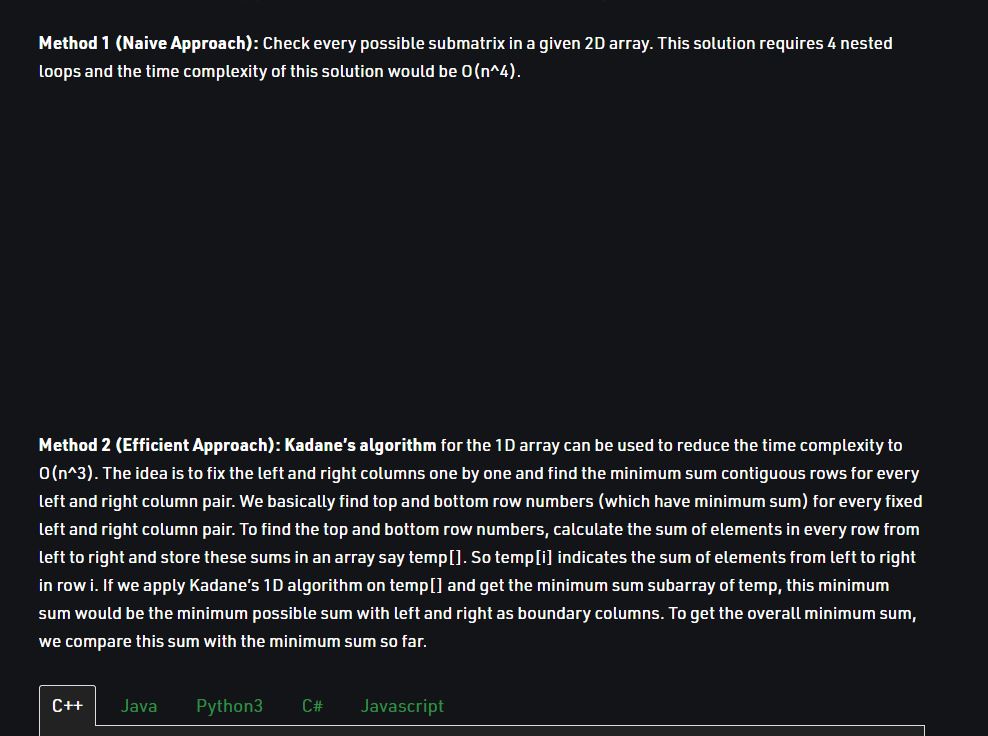 Method 1 (Naive Approach): Check every possible submatrix in a given 2D array. This solution requires 4 nested
loops and the time complexity of this solution would be O(n^4).
Method 2 (Efficient Approach): Kadane's algorithm for the 1D array can be used to reduce the time complexity to
O(n^3). The idea is to fix the left and right columns one by one and find the minimum sum contiguous rows for every
left and right column pair. We basically find top and bottom row numbers (which have minimum sum) for every fixed
left and right column pair. To find the top and bottom row numbers, calculate the sum of elements in every row from
left to right and store these sums in an array say temp[]. So temp[i] indicates the sum of elements from left to right
in row i. If we apply Kadane's 1D algorithm on temp[] and get the minimum sum subarray of temp, this minimum
sum would be the minimum possible sum with left and right as boundary columns. To get the overall minimum sum,
we compare this sum with the minimum sum so far.
C++ Java Python3 C# Javascript